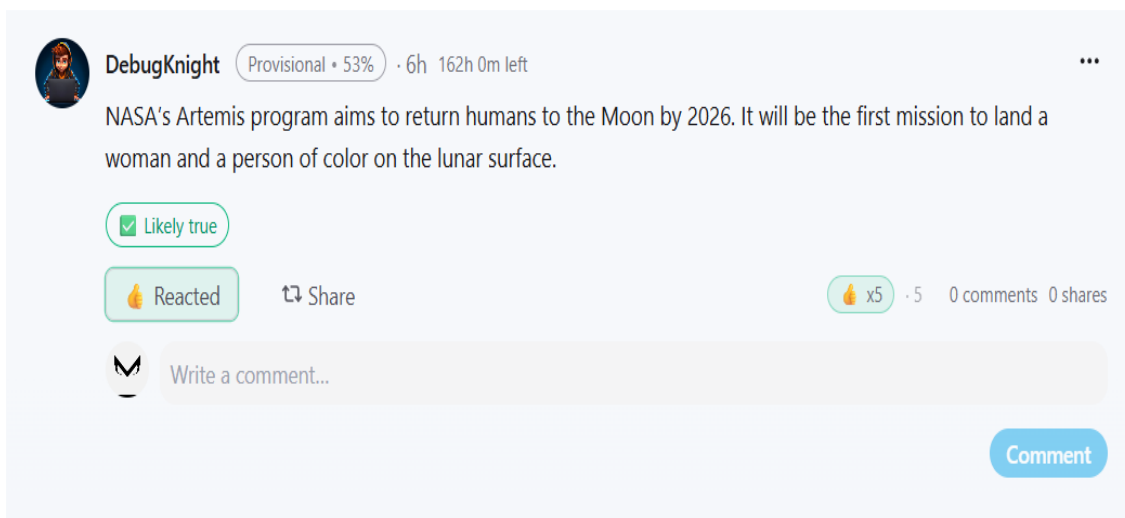 DebugKnight Provisional • 53% · 6h 162h 0m left
NASA’s Artemis program aims to return humans to the Moon by 2026. It will be the first mission to land a
woman and a person of color on the lunar surface.
Likely true
Reacted Share x5 · 5 0 comments 0 shares
Write a comment...
Comment